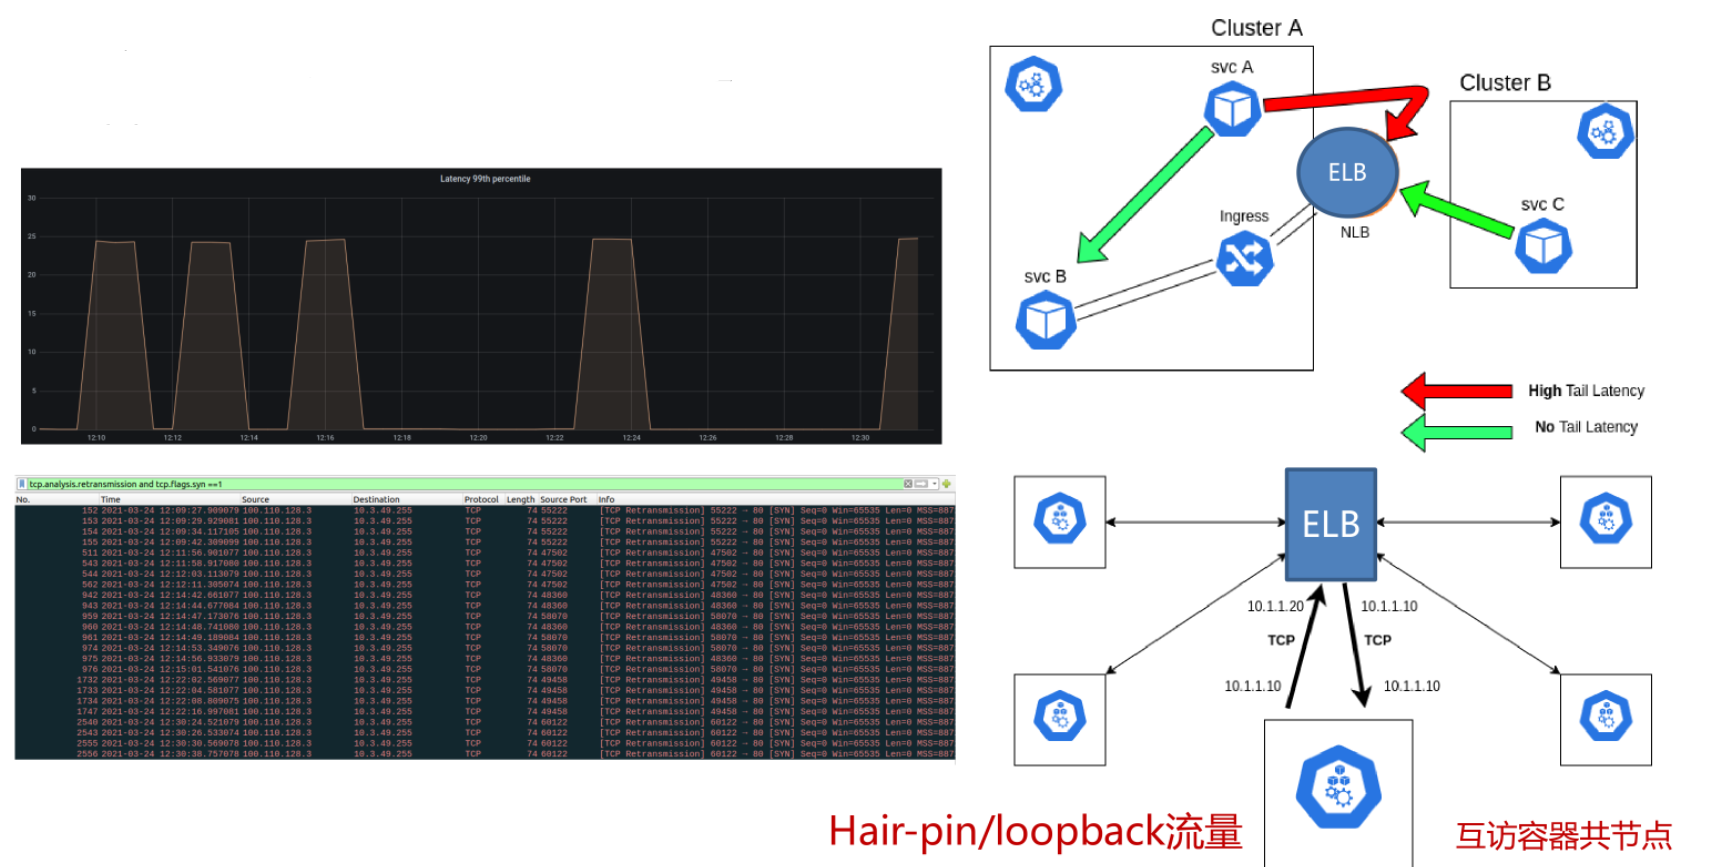 Latency 99th percentile
30
25
20
15
10
5
0
12:10 12:12 12:14 12:16 12:18 12:20 12:22 12:24 12:26 12:28 12:30
tcp.analysis.retransmission and tcp.flags.syn ==1
No. Time Source Destination Protocol Length Source Port Info
152 2021-03-24 12:09:27.909079 100.110.128.3 10.3.49.255 TCP 74 55222 [TCP Retransmission] 55222 → 80 [SYN] Seq=0 Win=65535 Len=0 MSS=887
153 2021-03-24 12:09:29.929081 100.110.128.3 10.3.49.255 TCP 74 55222 [TCP Retransmission] 55222 → 80 [SYN] Seq=0 Win=65535 Len=0 MSS=887
154 2021-03-24 12:09:34.117105 100.110.128.3 10.3.49.255 TCP 74 55222 [TCP Retransmission] 55222 → 80 [SYN] Seq=0 Win=65535 Len=0 MSS=887
155 2021-03-24 12:09:42.309099 100.110.128.3 10.3.49.255 TCP 74 55222 [TCP Retransmission] 55222 → 80 [SYN] Seq=0 Win=65535 Len=0 MSS=887
511 2021-03-24 12:11:56.901077 100.110.128.3 10.3.49.255 TCP 74 47502 [TCP Retransmission] 47502 → 80 [SYN] Seq=0 Win=65535 Len=0 MSS=887
543 2021-03-24 12:11:58.917080 100.110.128.3 10.3.49.255 TCP 74 47502 [TCP Retransmission] 47502 → 80 [SYN] Seq=0 Win=65535 Len=0 MSS=887
544 2021-03-24 12:12:03.113079 100.110.128.3 10.3.49.255 TCP 74 47502 [TCP Retransmission] 47502 → 80 [SYN] Seq=0 Win=65535 Len=0 MSS=887
562 2021-03-24 12:12:11.305074 100.110.128.3 10.3.49.255 TCP 74 47502 [TCP Retransmission] 47502 → 80 [SYN] Seq=0 Win=65535 Len=0 MSS=887
942 2021-03-24 12:14:42.661077 100.110.128.3 10.3.49.255 TCP 74 48360 [TCP Retransmission] 48360 → 80 [SYN] Seq=0 Win=65535 Len=0 MSS=887
943 2021-03-24 12:14:44.677084 100.110.128.3 10.3.49.255 TCP 74 48360 [TCP Retransmission] 48360 → 80 [SYN] Seq=0 Win=65535 Len=0 MSS=887
959 2021-03-24 12:14:47.173076 100.110.128.3 10.3.49.255 TCP 74 58070 [TCP Retransmission] 58070 → 80 [SYN] Seq=0 Win=65535 Len=0 MSS=887
960 2021-03-24 12:14:48.741080 100.110.128.3 10.3.49.255 TCP 74 48360 [TCP Retransmission] 48360 → 80 [SYN] Seq=0 Win=65535 Len=0 MSS=887
961 2021-03-24 12:14:49.189084 100.110.128.3 10.3.49.255 TCP 74 58070 [TCP Retransmission] 58070 → 80 [SYN] Seq=0 Win=65535 Len=0 MSS=887
974 2021-03-24 12:14:53.349076 100.110.128.3 10.3.49.255 TCP 74 58070 [TCP Retransmission] 58070 → 80 [SYN] Seq=0 Win=65535 Len=0 MSS=887
975 2021-03-24 12:14:56.933079 100.110.128.3 10.3.49.255 TCP 74 48360 [TCP Retransmission] 48360 → 80 [SYN] Seq=0 Win=65535 Len=0 MSS=887
976 2021-03-24 12:15:01.541076 100.110.128.3 10.3.49.255 TCP 74 58070 [TCP Retransmission] 58070 → 80 [SYN] Seq=0 Win=65535 Len=0 MSS=887
1732 2021-03-24 12:22:02.569077 100.110.128.3 10.3.49.255 TCP 74 49458 [TCP Retransmission] 49458 → 80 [SYN] Seq=0 Win=65535 Len=0 MSS=887
1733 2021-03-24 12:22:04.581077 100.110.128.3 10.3.49.255 TCP 74 49458 [TCP Retransmission] 49458 → 80 [SYN] Seq=0 Win=65535 Len=0 MSS=887
1734 2021-03-24 12:22:08.809075 100.110.128.3 10.3.49.255 TCP 74 49458 [TCP Retransmission] 49458 → 80 [SYN] Seq=0 Win=65535 Len=0 MSS=887
1747 2021-03-24 12:22:16.997081 100.110.128.3 10.3.49.255 TCP 74 49458 [TCP Retransmission] 49458 → 80 [SYN] Seq=0 Win=65535 Len=0 MSS=887
2540 2021-03-24 12:30:24.521079 100.110.128.3 10.3.49.255 TCP 74 60122 [TCP Retransmission] 60122 → 80 [SYN] Seq=0 Win=65535 Len=0 MSS=887
2543 2021-03-24 12:30:26.533074 100.110.128.3 10.3.49.255 TCP 74 60122 [TCP Retransmission] 60122 → 80 [SYN] Seq=0 Win=65535 Len=0 MSS=887
2555 2021-03-24 12:30:30.569078 100.110.128.3 10.3.49.255 TCP 74 60122 [TCP Retransmission] 60122 → 80 [SYN] Seq=0 Win=65535 Len=0 MSS=887
2556 2021-03-24 12:30:38.757078 100.110.128.3 10.3.49.255 TCP 74 60122 [TCP Retransmission] 60122 → 80 [SYN] Seq=0 Win=65535 Len=0 MSS=887
Cluster A
svc A
Cluster B
ELB
svc C
Ingress
NLB
svc B
High Tail Latency
No Tail Latency
ELB
10.1.1.20 10.1.1.10
TCP TCP
10.1.1.10 10.1.1.10
Hair-pin/loopback流量
互访容器共节点